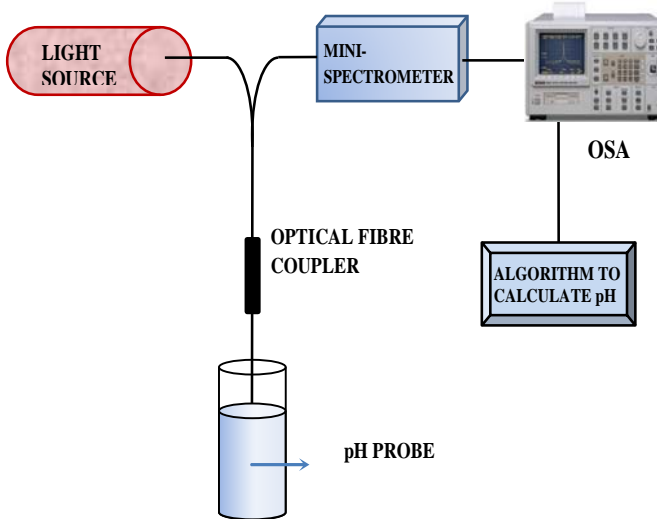 LIGHT
SOURCE
MINI-
SPECTROMETER
OSA
OPTICAL FIBRE
COUPLER
ALGORITHM TO
CALCULATE pH
pH PROBE